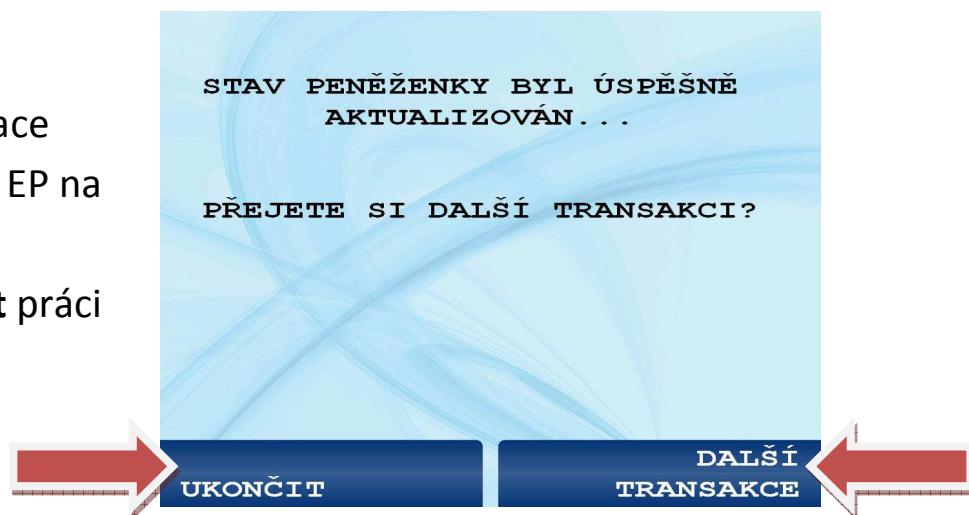 ace
EP na
t práci
STAV PENĚŽENKY BYL ÚSPĚŠNĚ
AKTUALIZOVÁN...
PŘEJETE SI DALŠÍ TRANSAKCI?
UKONČIT
DALŠÍ
TRANSAKCE